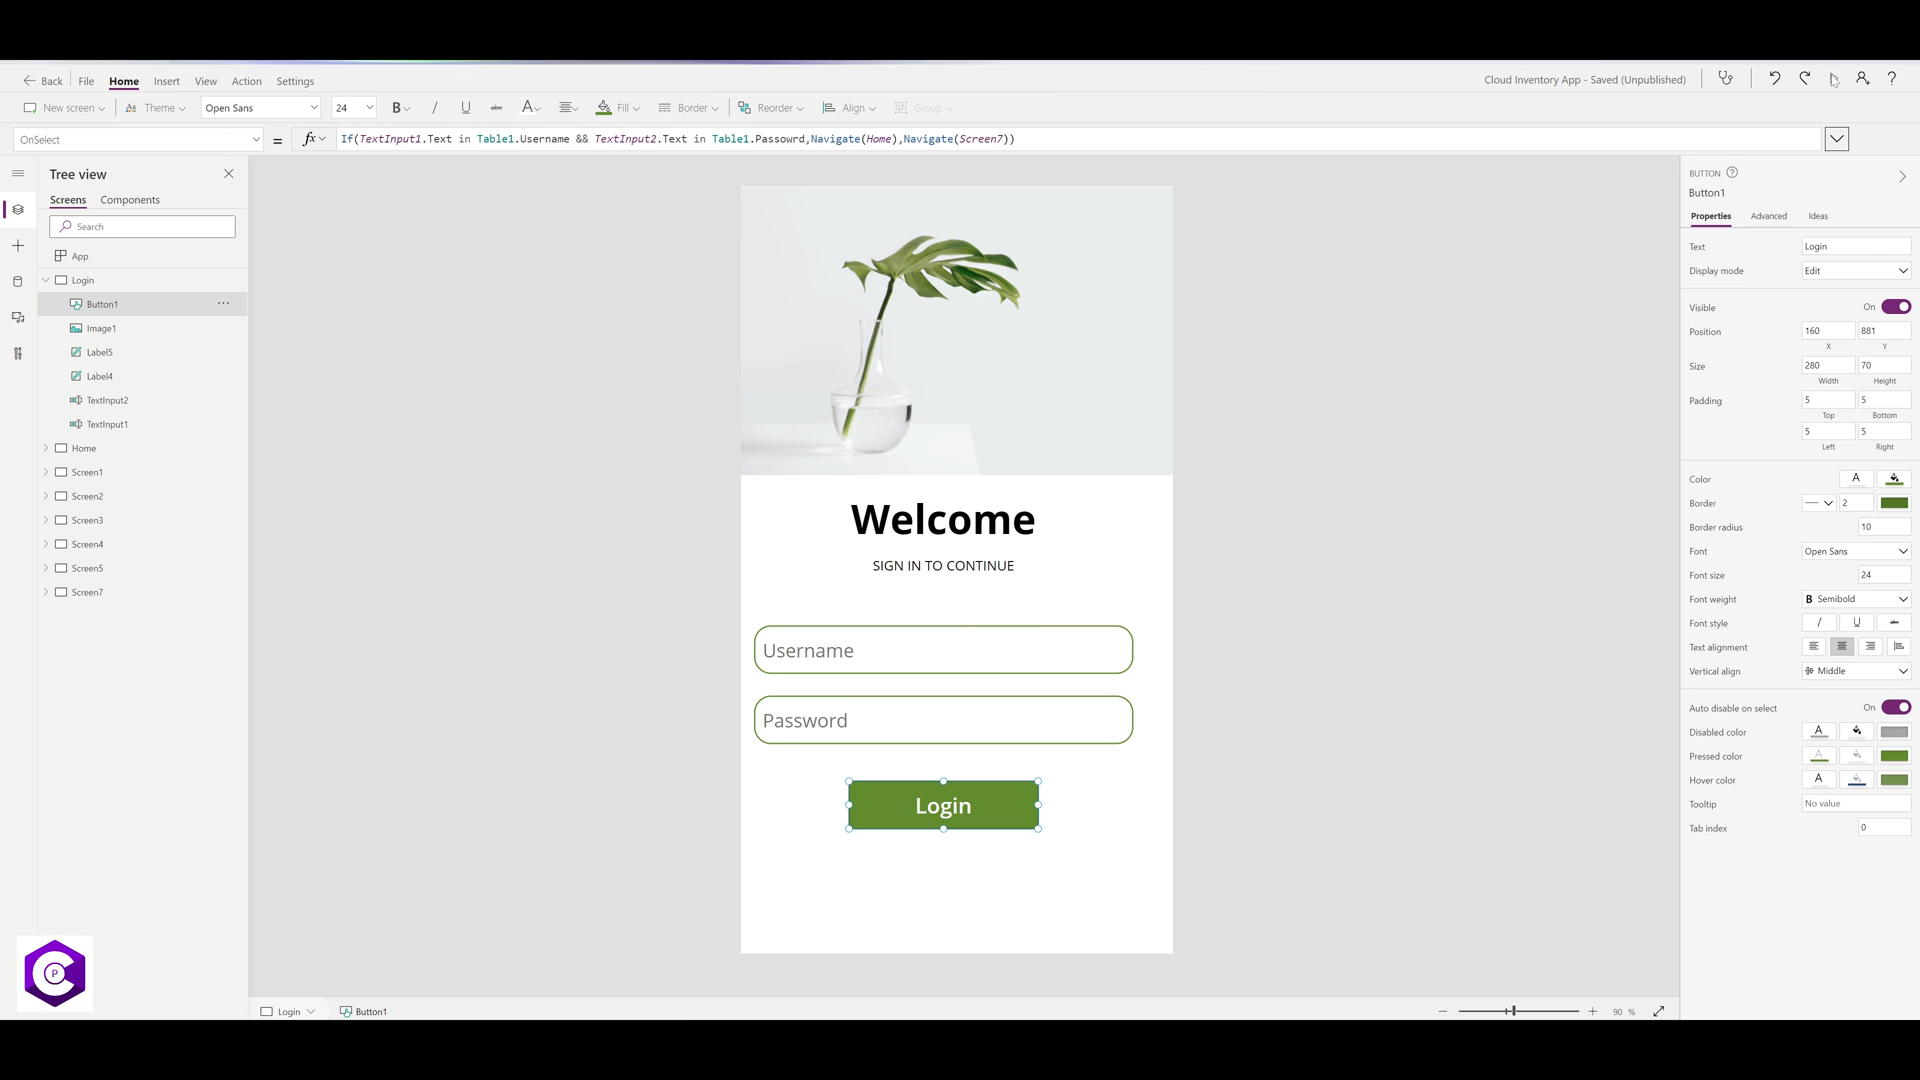 Back File Home Insert View Action Settings Cloud Inventory App - Saved (Unpublished) ?
New screen Theme Open Sans 24 B / U abc A Fill Border Reorder Align Group
OnSelect = fx If(TextInput1.Text in Table1.Username && TextInput2.Text in Table1.Passowrd,Navigate(Home),Navigate(Screen7))
Tree view
Screens Components
Search
App
Login
Button1 ...
Image1
Label5
Label4
TextInput2
TextInput1
Home
Screen1
Screen2
Screen3
Screen4
Screen5
Screen7
C P
Welcome
SIGN IN TO CONTINUE
Username
Password
Login
Login Button1
90 %
BUTTON ?
Button1
Properties Advanced Ideas
Text Login
Display mode Edit
Visible On
Position 160 881
X Y
Size 280 70
Width Height
Padding 5 5
Top Bottom
5 5
Left Right
Color A
Border 2
Border radius 10
Font Open Sans
Font size 24
Font weight B Semibold
Font style / U abc
Text alignment
Vertical align Middle
Auto disable on select On
Disabled color A
Pressed color A
Hover color A
Tooltip No value
Tab index 0